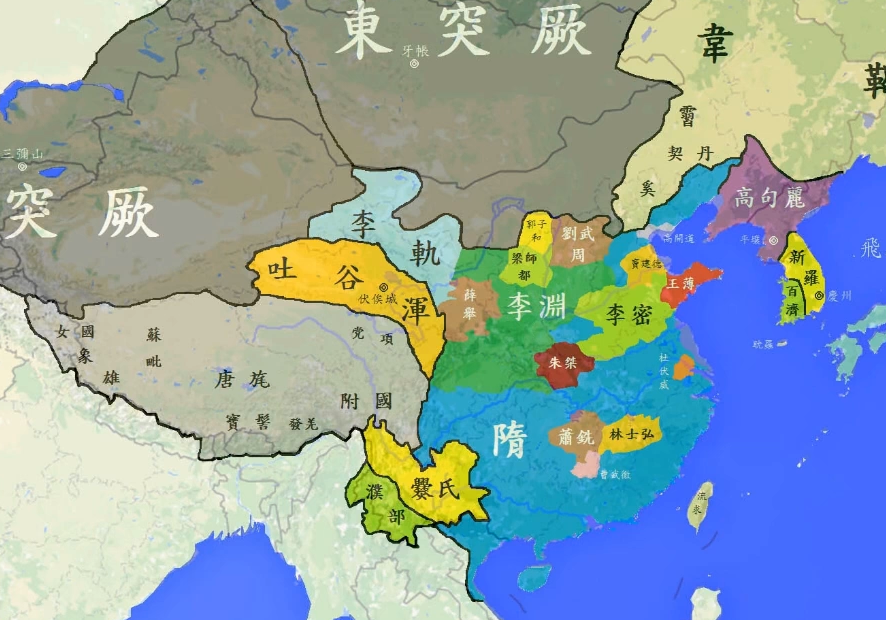 東突厥
牙帳
韋
霫
契丹
奚
三彌山
突厥
高句麗
平壤
高開道
李軌
郭子和
劉武周
梁師都
竇建德
王薄
新羅
百濟
慶州
飛
吐谷渾
伏俟城
薛舉
李淵
李密
朱粲
杜伏威
耽羅
女國
象雄
蘇毗
党項
唐旄
附國
發羌
隋
蕭銑
林士弘
曹武徹
爨氏
濮部
流求